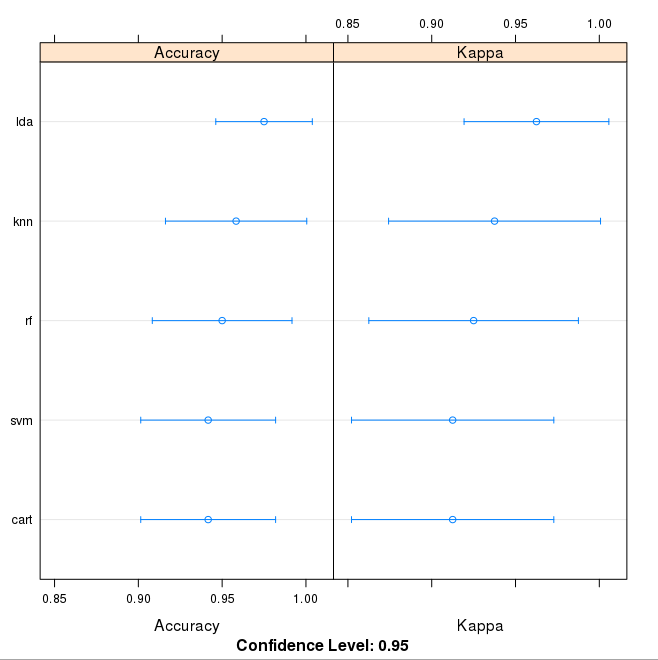 0.85 0.90 0.95 1.00
Accuracy Kappa
lda
knn
rf
svm
cart
0.85 0.90 0.95 1.00
Accuracy Kappa
Confidence Level: 0.95